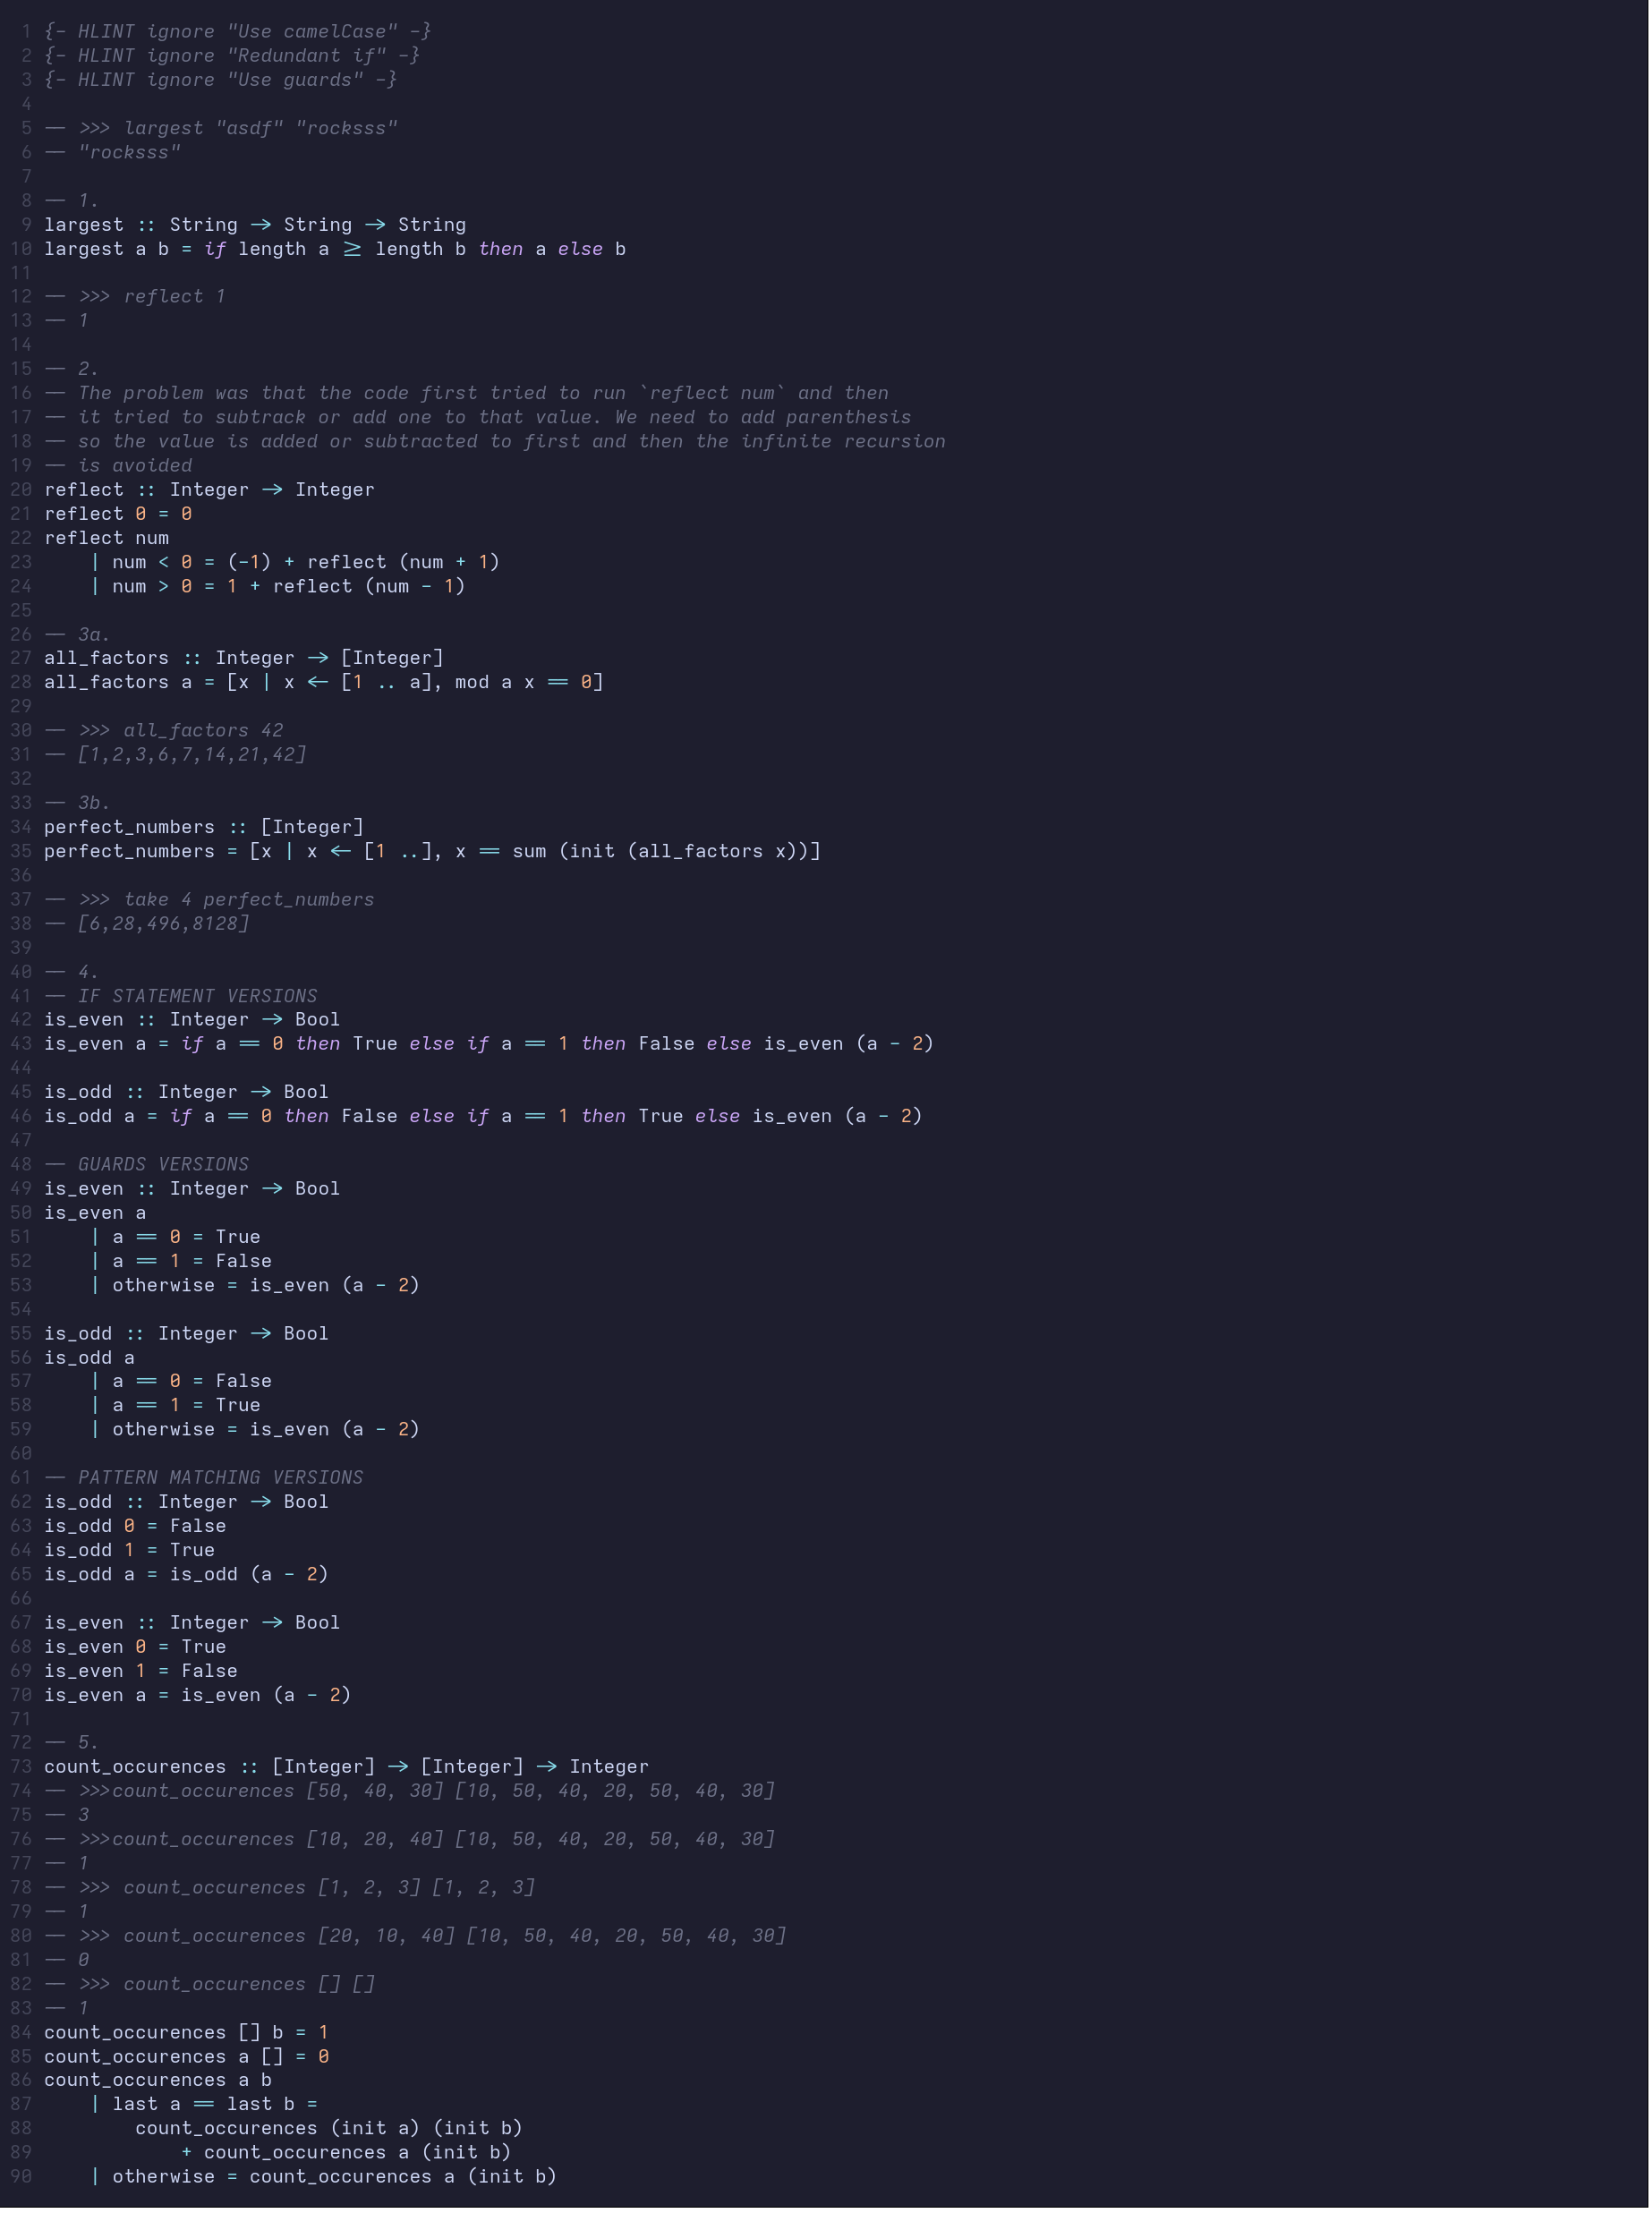 1 {- HLINT ignore "Use camelCase" -}
2 {- HLINT ignore "Redundant if" -}
3 {- HLINT ignore "Use guards" -}
4
5 -- >>> largest "asdf" "rocksss"
6 -- "rocksss"
7
8 -- 1.
9 largest :: String -> String -> String
10 largest a b = if length a >= length b then a else b
11
12 -- >>> reflect 1
13 -- 1
14
15 -- 2.
16 -- The problem was that the code first tried to run `reflect num` and then
17 -- it tried to subtrack or add one to that value. We need to add parenthesis
18 -- so the value is added or subtracted to first and then the infinite recursion
19 -- is avoided
20 reflect :: Integer -> Integer
21 reflect 0 = 0
22 reflect num
23     | num < 0 = (-1) + reflect (num + 1)
24     | num > 0 = 1 + reflect (num - 1)
25
26 -- 3a.
27 all_factors :: Integer -> [Integer]
28 all_factors a = [x | x <- [1 .. a], mod a x == 0]
29
30 -- >>> all_factors 42
31 -- [1,2,3,6,7,14,21,42]
32
33 -- 3b.
34 perfect_numbers :: [Integer]
35 perfect_numbers = [x | x <- [1 ..], x == sum (init (all_factors x))]
36
37 -- >>> take 4 perfect_numbers
38 -- [6,28,496,8128]
39
40 -- 4.
41 -- IF STATEMENT VERSIONS
42 is_even :: Integer -> Bool
43 is_even a = if a == 0 then True else if a == 1 then False else is_even (a - 2)
44
45 is_odd :: Integer -> Bool
46 is_odd a = if a == 0 then False else if a == 1 then True else is_even (a - 2)
47
48 -- GUARDS VERSIONS
49 is_even :: Integer -> Bool
50 is_even a
51     | a == 0 = True
52     | a == 1 = False
53     | otherwise = is_even (a - 2)
54
55 is_odd :: Integer -> Bool
56 is_odd a
57     | a == 0 = False
58     | a == 1 = True
59     | otherwise = is_even (a - 2)
60
61 -- PATTERN MATCHING VERSIONS
62 is_odd :: Integer -> Bool
63 is_odd 0 = False
64 is_odd 1 = True
65 is_odd a = is_odd (a - 2)
66
67 is_even :: Integer -> Bool
68 is_even 0 = True
69 is_even 1 = False
70 is_even a = is_even (a - 2)
71
72 -- 5.
73 count_occurences :: [Integer] -> [Integer] -> Integer
74 -- >>>count_occurences [50, 40, 30] [10, 50, 40, 20, 50, 40, 30]
75 -- 3
76 -- >>>count_occurences [10, 20, 40] [10, 50, 40, 20, 50, 40, 30]
77 -- 1
78 -- >>> count_occurences [1, 2, 3] [1, 2, 3]
79 -- 1
80 -- >>> count_occurences [20, 10, 40] [10, 50, 40, 20, 50, 40, 30]
81 -- 0
82 -- >>> count_occurences [] []
83 -- 1
84 count_occurences [] b = 1
85 count_occurences a [] = 0
86 count_occurences a b
87     | last a == last b =
88         count_occurences (init a) (init b)
89             + count_occurences a (init b)
90     | otherwise = count_occurences a (init b)